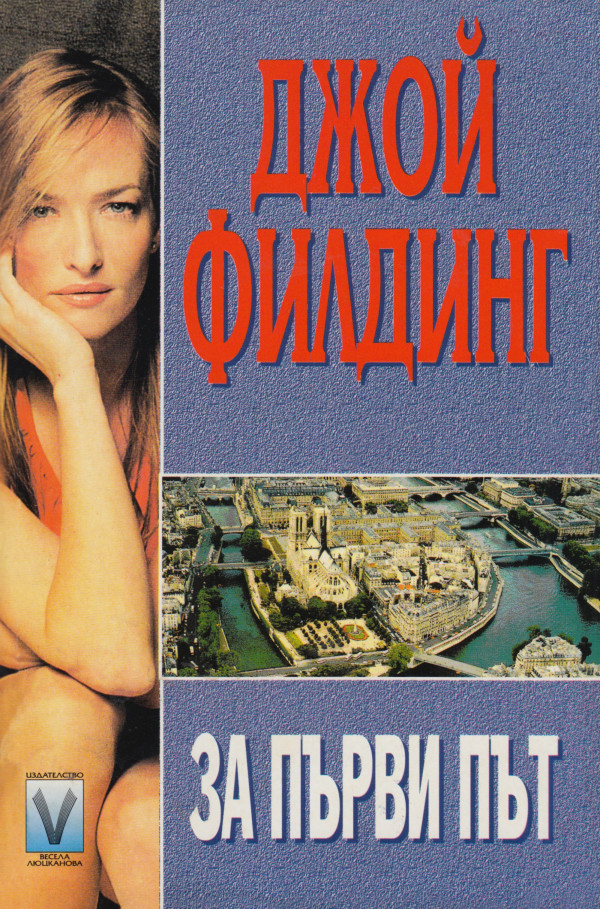 ДЖОЙ
ФИЛДИНГ
ЗА ПЪРВИ ПЪТ
ИЗДАТЕЛСТВО
ВЕСЕЛА
ЛЮЦКАНОВА